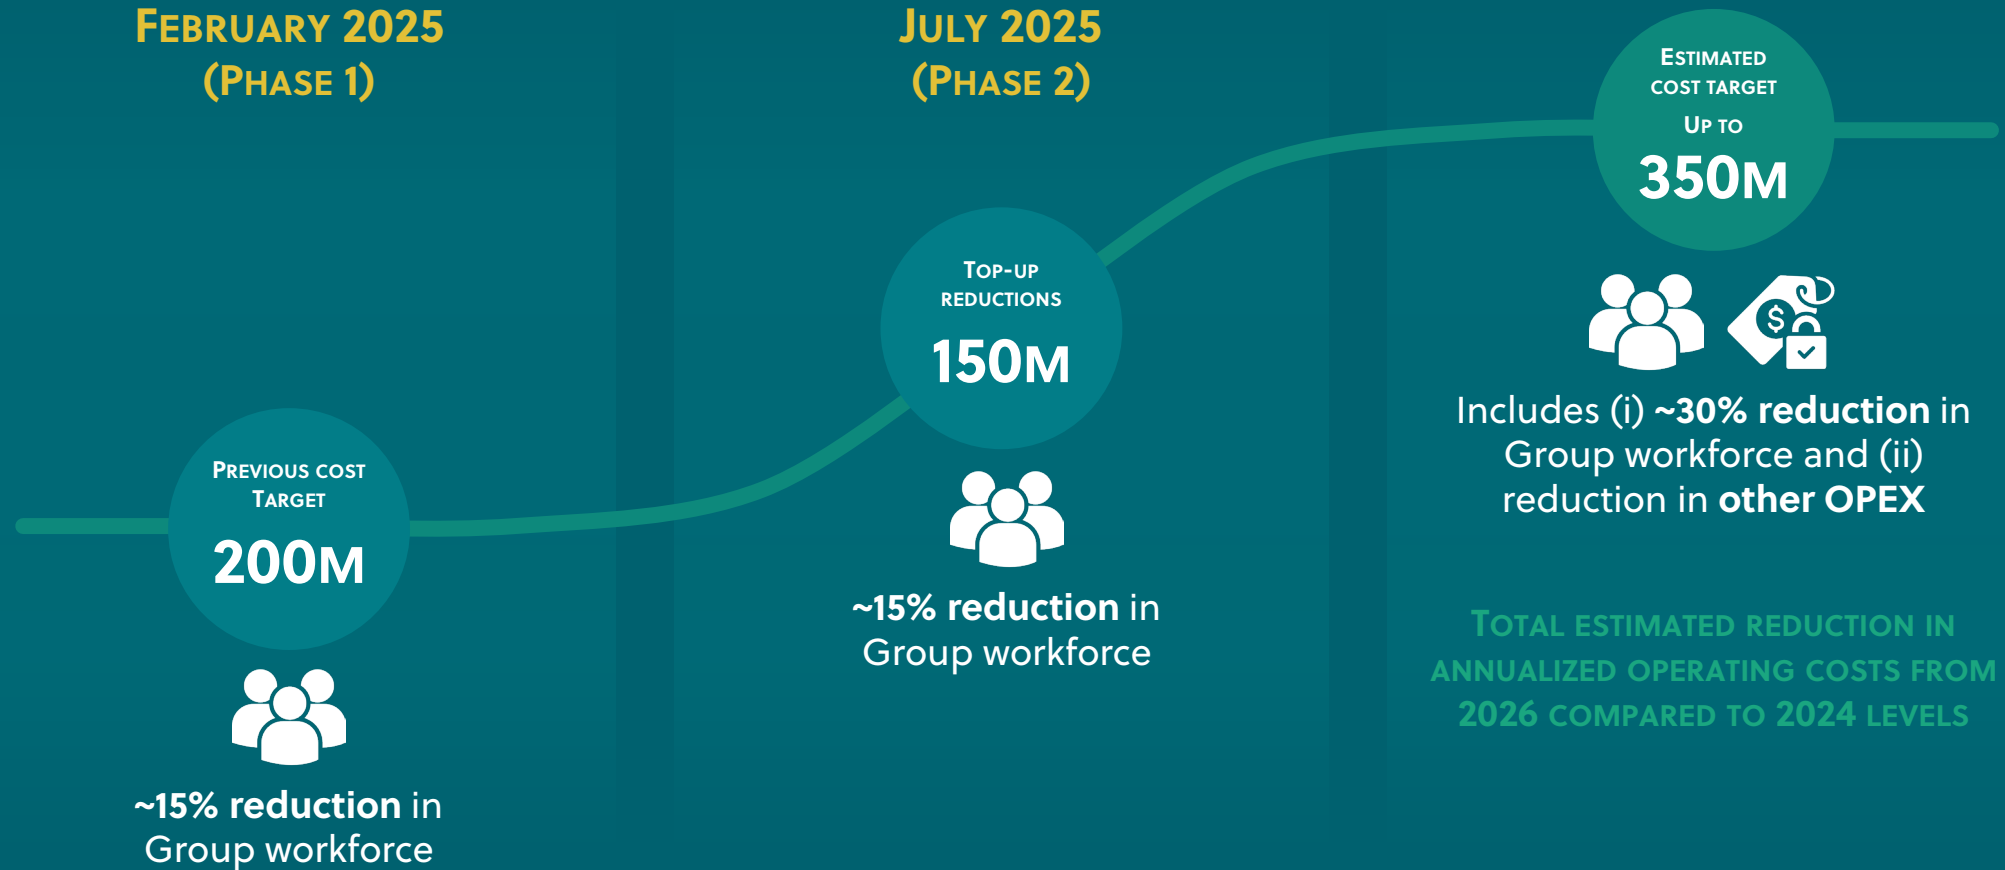 FEBRUARY 2025
(PHASE 1)
PREVIOUS COST
TARGET
200M
~15% reduction in
Group workforce
JULY 2025
(PHASE 2)
TOP-UP
REDUCTIONS
150M
~15% reduction in
Group workforce
ESTIMATED
COST TARGET
UP TO
350M
$
Includes (i) ~30% reduction in
Group workforce and (ii)
reduction in other OPEX
TOTAL ESTIMATED REDUCTION IN
ANNUALIZED OPERATING COSTS FROM
2026 COMPARED TO 2024 LEVELS